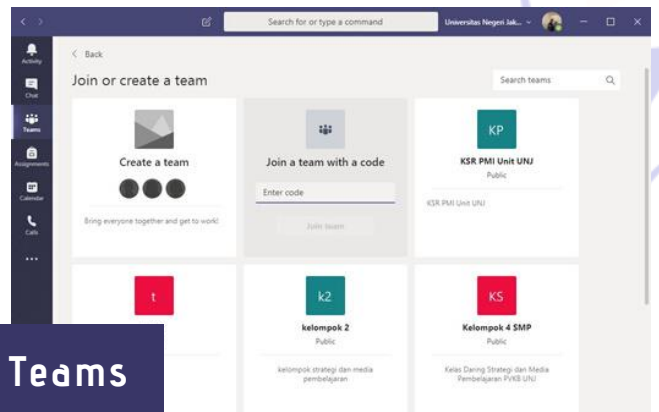 Search for or type a command
Universitas Negeri Jak...
Activity
Chat
Teams
Assignments
Calendar
Calls
...
< Back
Join or create a team
Search teams
Create a team
Bring everyone together and get to work!
Join a team with a code
Enter code
Join team
KP
KSR PMI Unit UNJ
Public
KSR PMI Unit UNJ
t
k2
kelompok 2
Public
kelompok strategi dan media
pembelajaran
KS
Kelompok 4 SMP
Public
Kelas Daring Strategi dan Media
Pembelajaran PVKB UNJ
Teams